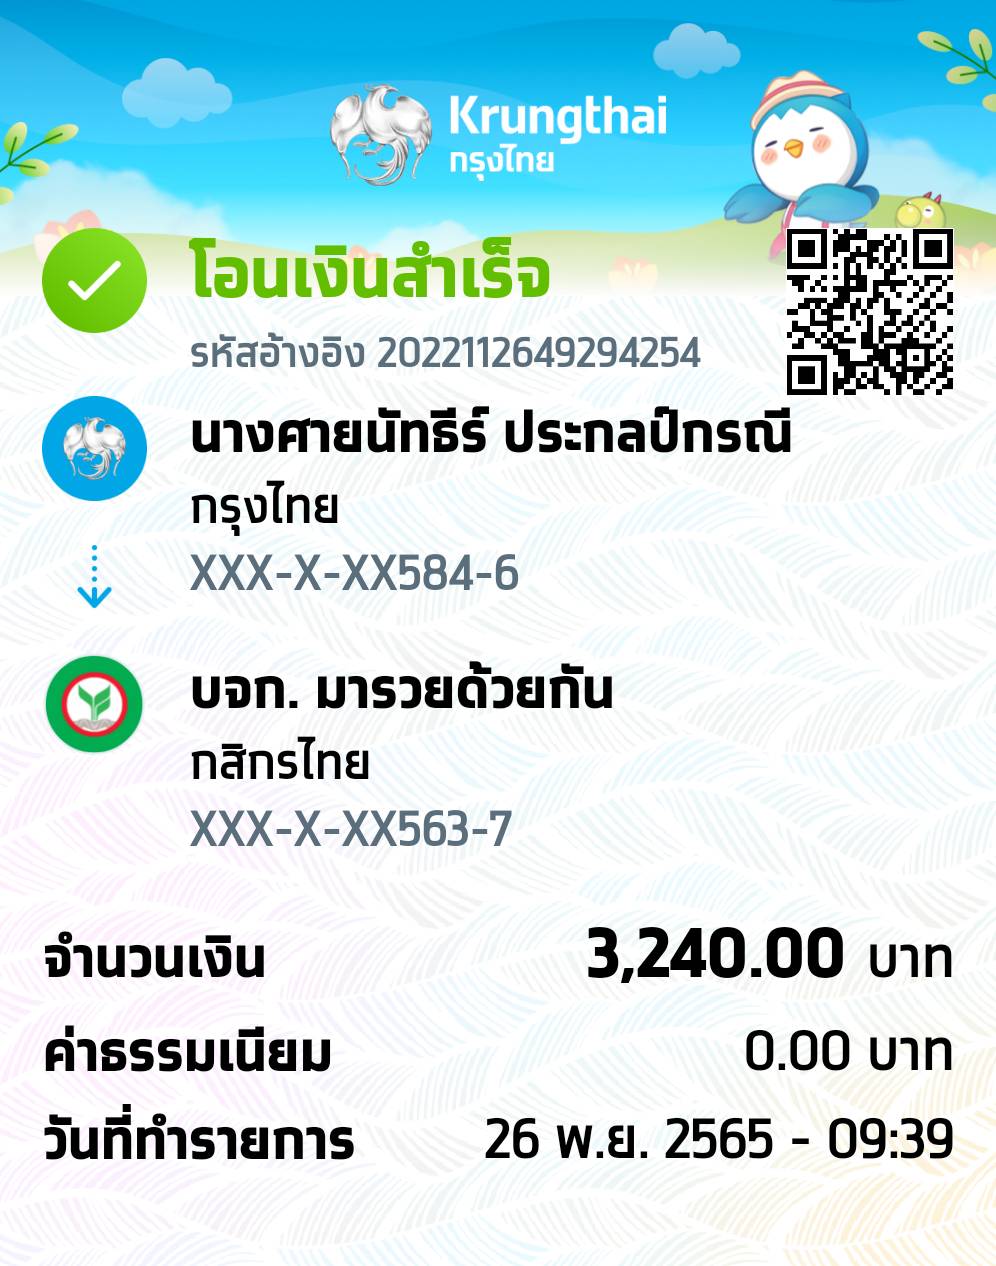 Krungthai
กรุงไทย
โอนเงินสำเร็จ
รหัสอ้างอิง 2022112649294254
นางศายนัทธีร์ ประกลป์กรณี
กรุงไทย
XXX-X-XX584-6
บจก. มารวยด้วยกัน
กสิกรไทย
XXX-X-XX563-7
จำนวนเงิน 3,240.00 บาท
ค่าธรรมเนียม 0.00 บาท
วันที่ทำรายการ 26 พ.ย. 2565 - 09:39